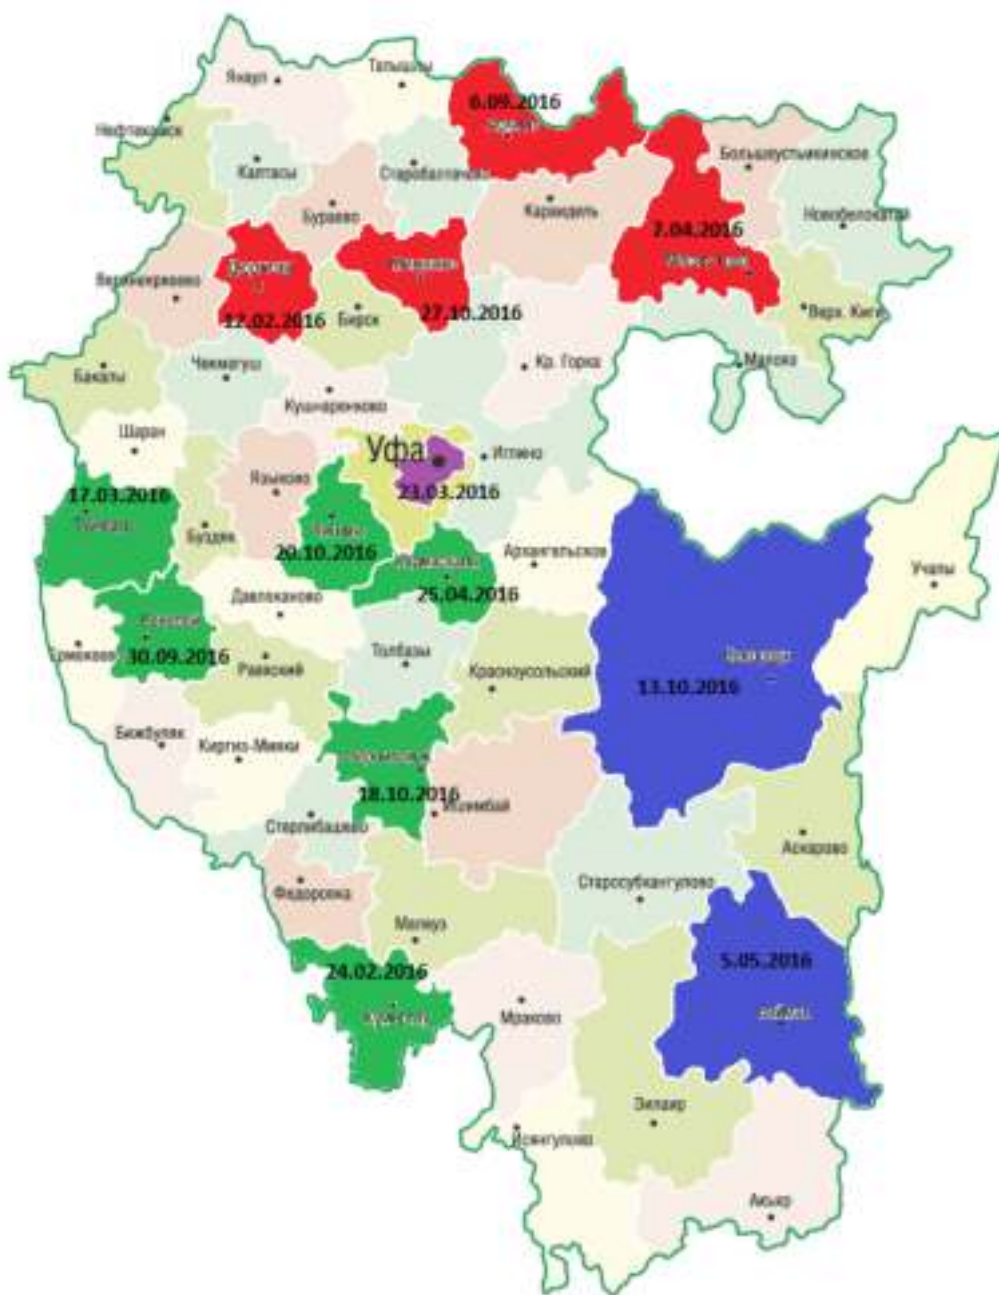 Янаул
Татышлы
6.09.2016
Нефтекамск
Калтасы
Старобалтачево
Большеустьикинское
Бураево
Караидель
7.04.2016
Новобелокатай
Верхнеяркеево
12.02.2016
Бирск
27.10.2016
Верх. Киги
Бакалы
Чекмагуш
Кр. Горка
Малояз
Кушнаренково
Шаран
Уфа
Иглино
Языково
17.03.2016
23.03.2016
Буздяк
20.10.2016
Архангельское
Учалы
25.04.2016
Давлеканово
Ермекеево
30.09.2016
Раевский
Толбазы
Красноусольский
13.10.2016
Бижбуляк
Киргиз-Мияки
18.10.2016
Ишимбай
Стерлибашево
Аскарово
Федоровка
Старосубхангулово
Мелеуз
24.02.2016
5.05.2016
Мраково
Зилаир
Исянгулово
Акъяр